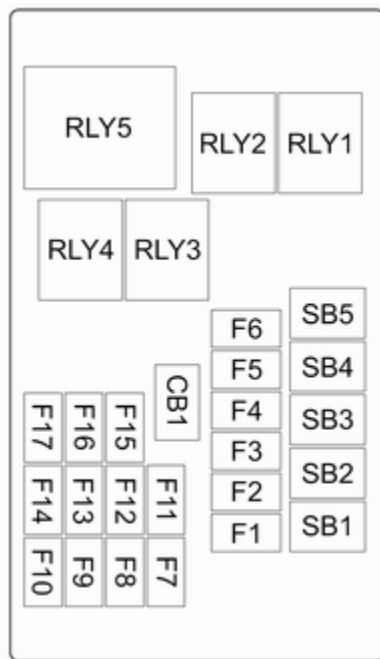 RLY5
RLY2 RLY1
RLY4 RLY3
SB5
F6
SB4
F5
CB1
F4
SB3
F17 F16 F15
F3
SB2
F2
F14 F13 F12 F11
SB1
F1
F10 F9 F8 F7